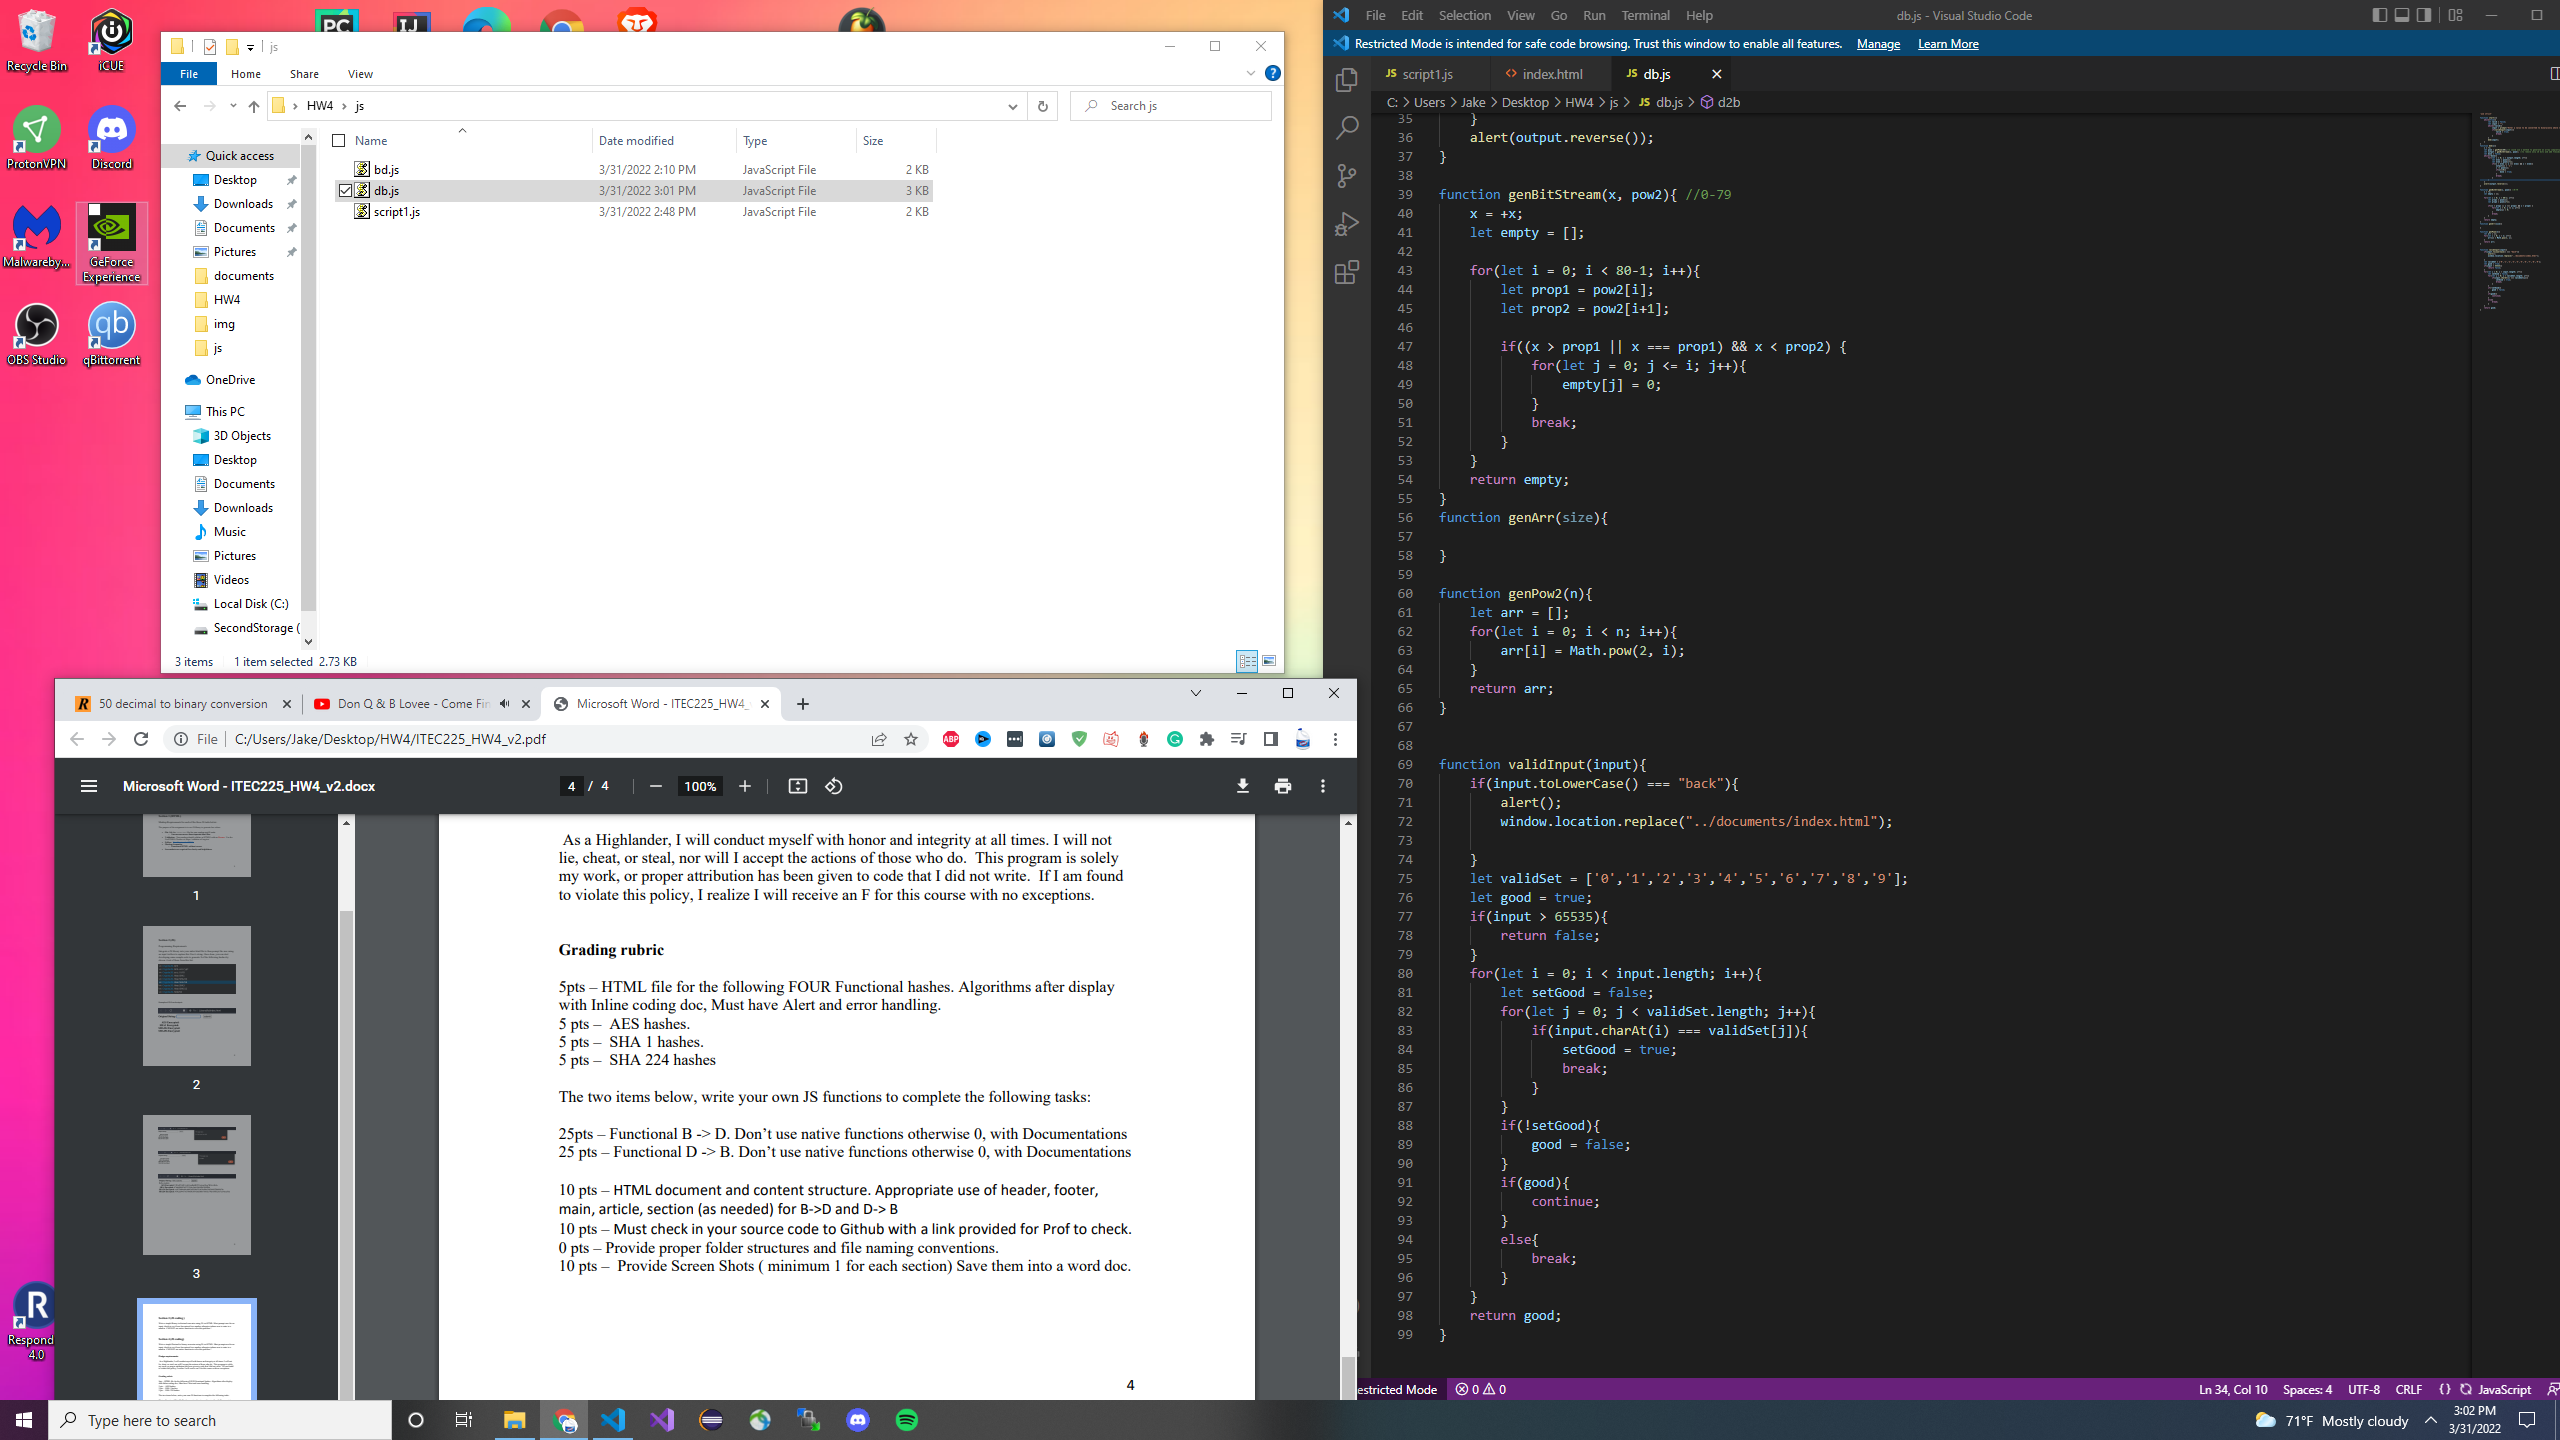 Recycle Bin
iCUE
ProtonVPN
Discord
Malwareby...
GeForce
Experience
OBS Studio
qBittorrent
Respond
4.0
PC
IJ
js
File
Home
Share
View
HW4
js
Search js
Name
Date modified
Type
Size
bd.js 3/31/2022 2:10 PM JavaScript File 2 KB
db.js 3/31/2022 3:01 PM JavaScript File 3 KB
script1.js 3/31/2022 2:48 PM JavaScript File 2 KB
Quick access
Desktop
Downloads
Documents
Pictures
documents
HW4
img
js
OneDrive
This PC
3D Objects
Desktop
Documents
Downloads
Music
Pictures
Videos
Local Disk (C:)
SecondStorage (
3 items 1 item selected 2.73 KB
50 decimal to binary conversion
Don Q & B Lovee - Come Fin
Microsoft Word - ITEC225_HW4_
File C:/Users/Jake/Desktop/HW4/ITEC225_HW4_v2.pdf
ABP
Microsoft Word - ITEC225_HW4_v2.docx
4 / 4
100%
1
2
3
As a Highlander, I will conduct myself with honor and integrity at all times. I will not
lie, cheat, or steal, nor will I accept the actions of those who do. This program is solely
my work, or proper attribution has been given to code that I did not write. If I am found
to violate this policy, I realize I will receive an F for this course with no exceptions.
Grading rubric
5pts – HTML file for the following FOUR Functional hashes. Algorithms after display
with Inline coding doc, Must have Alert and error handling.
5 pts – AES hashes.
5 pts – SHA 1 hashes.
5 pts – SHA 224 hashes
The two items below, write your own JS functions to complete the following tasks:
25pts – Functional B -> D. Don’t use native functions otherwise 0, with Documentations
25 pts – Functional D -> B. Don’t use native functions otherwise 0, with Documentations
10 pts – HTML document and content structure. Appropriate use of header, footer,
main, article, section (as needed) for B->D and D-> B
10 pts – Must check in your source code to Github with a link provided for Prof to check.
0 pts – Provide proper folder structures and file naming conventions.
10 pts – Provide Screen Shots ( minimum 1 for each section) Save them into a word doc.
4
File Edit Selection View Go Run Terminal Help
db.js - Visual Studio Code
Restricted Mode is intended for safe code browsing. Trust this window to enable all features. Manage Learn More
JS script1.js
<> index.html
JS db.js
C: > Users > Jake > Desktop > HW4 > js > JS db.js > d2b
35 }
36 alert(output.reverse());
37 }
38
39 function genBitStream(x, pow2){ //0-79
40 x = +x;
41 let empty = [];
42
43 for(let i = 0; i < 80-1; i++){
44 let prop1 = pow2[i];
45 let prop2 = pow2[i+1];
46
47 if((x > prop1 || x === prop1) && x < prop2) {
48 for(let j = 0; j <= i; j++){
49 empty[j] = 0;
50 }
51 break;
52 }
53 }
54 return empty;
55 }
56 function genArr(size){
57
58 }
59
60 function genPow2(n){
61 let arr = [];
62 for(let i = 0; i < n; i++){
63 arr[i] = Math.pow(2, i);
64 }
65 return arr;
66 }
67
68
69 function validInput(input){
70 if(input.toLowerCase() === "back"){
71 alert();
72 window.location.replace("../documents/index.html");
73
74 }
75 let validSet = ['0','1','2','3','4','5','6','7','8','9'];
76 let good = true;
77 if(input > 65535){
78 return false;
79 }
80 for(let i = 0; i < input.length; i++){
81 let setGood = false;
82 for(let j = 0; j < validSet.length; j++){
83 if(input.charAt(i) === validSet[j]){
84 setGood = true;
85 break;
86 }
87 }
88 if(!setGood){
89 good = false;
90 }
91 if(good){
92 continue;
93 }
94 else{
95 break;
96 }
97 }
98 return good;
99 }
estricted Mode
0 0
Ln 34, Col 10 Spaces: 4 UTF-8 CRLF {} JavaScript
Type here to search
71°F Mostly cloudy
3:02 PM
3/31/2022